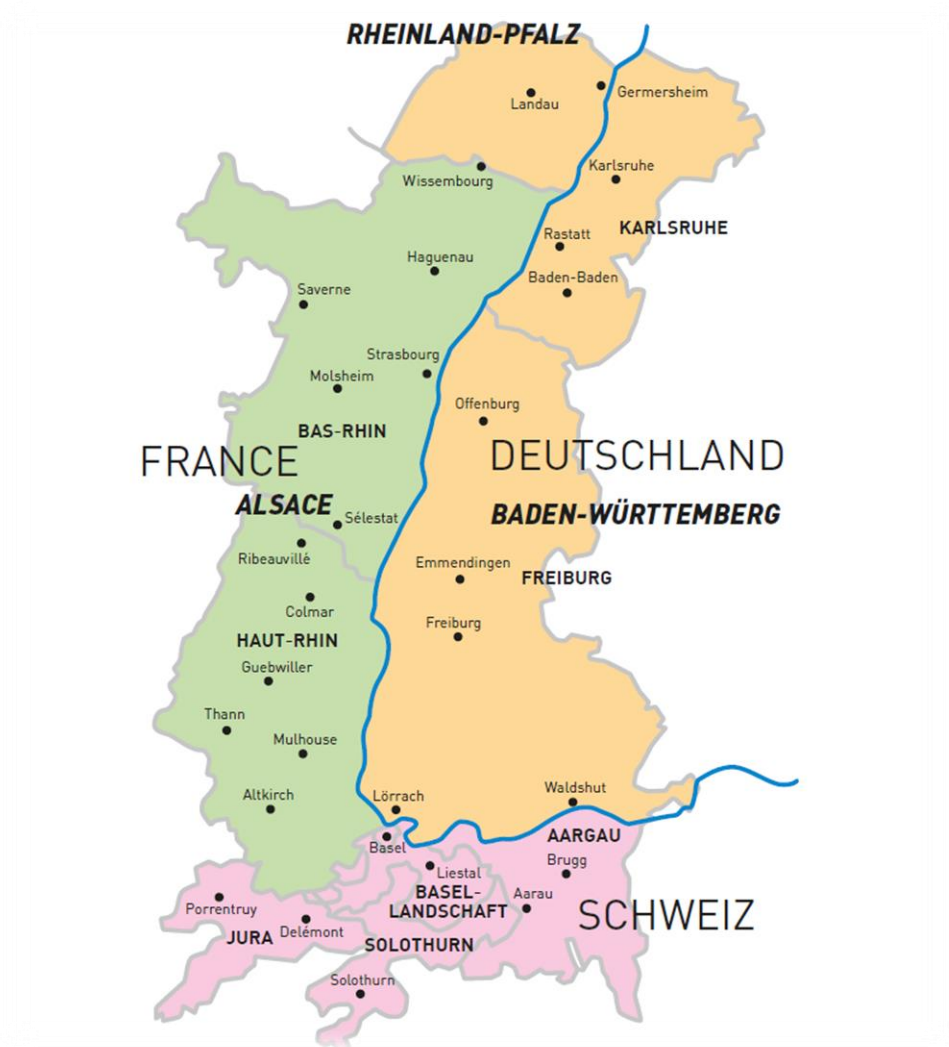 RHEINLAND-PFALZ
Landau
Germersheim
Karlsruhe
Wissembourg
KARLSRUHE
Rastatt
Haguenau
Baden-Baden
Saverne
Strasbourg
Molsheim
Offenburg
BAS-RHIN
FRANCE
DEUTSCHLAND
ALSACE
BADEN-WÜRTTEMBERG
Sélestat
Ribeauvillé
Emmendingen
FREIBURG
Colmar
Freiburg
HAUT-RHIN
Guebwiller
Thann
Mulhouse
Altkirch
Lörrach
Waldshut
AARGAU
Basel
Brugg
Liestal
BASEL-
LANDSCHAFT
Aarau
SCHWEIZ
Porrentruy
Delémont
JURA
SOLOTHURN
Solothurn